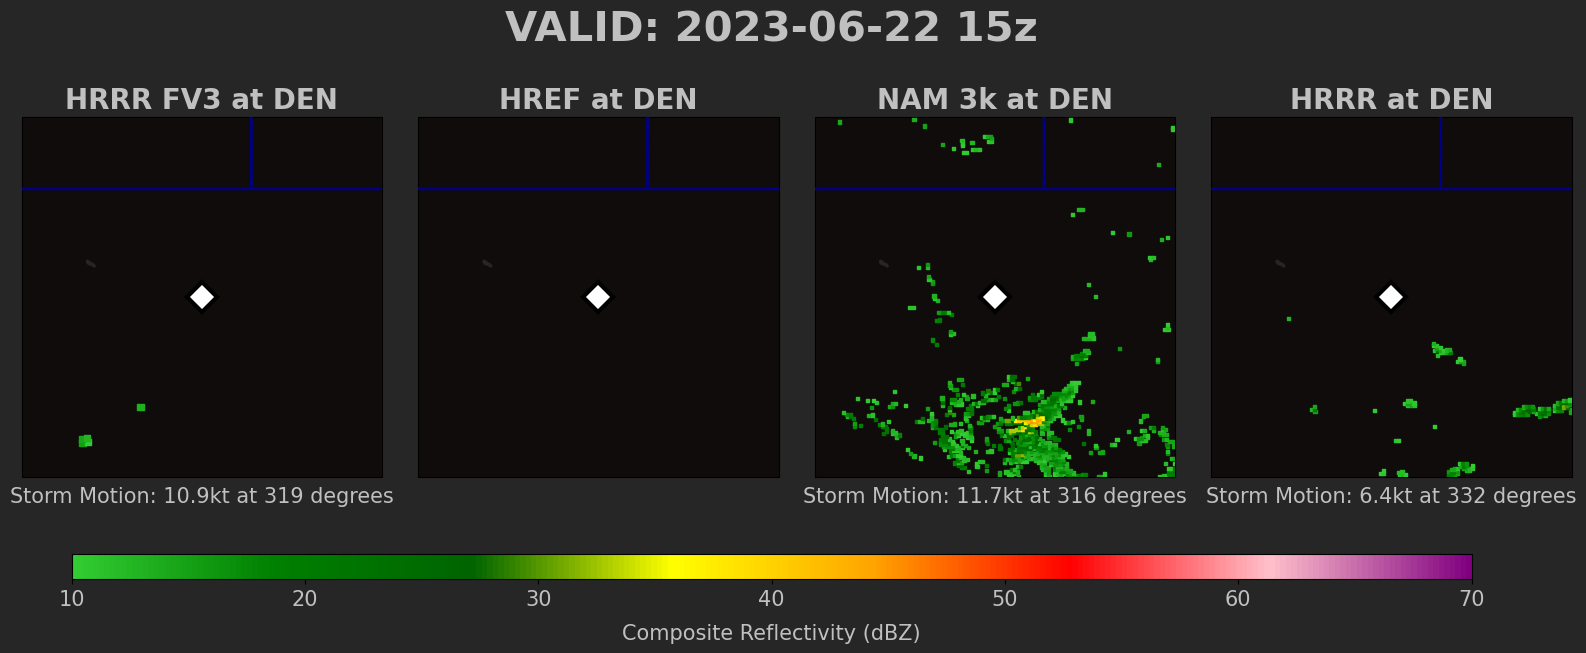 VALID: 2023-06-22 15z
HRRR FV3 at DEN
HREF at DEN
NAM 3k at DEN
HRRR at DEN
Storm Motion: 10.9kt at 319 degrees
Storm Motion: 11.7kt at 316 degrees
Storm Motion: 6.4kt at 332 degrees
10 20 30 40 50 60 70
Composite Reflectivity (dBZ)